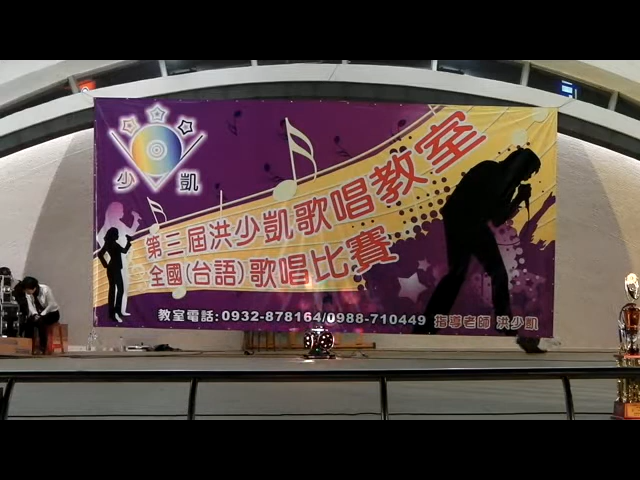 少 凱
第三屆洪少凱歌唱教室
全國(台語)歌唱比賽
教室電話:0932-878164/0988-710449 指導老師 洪少凱